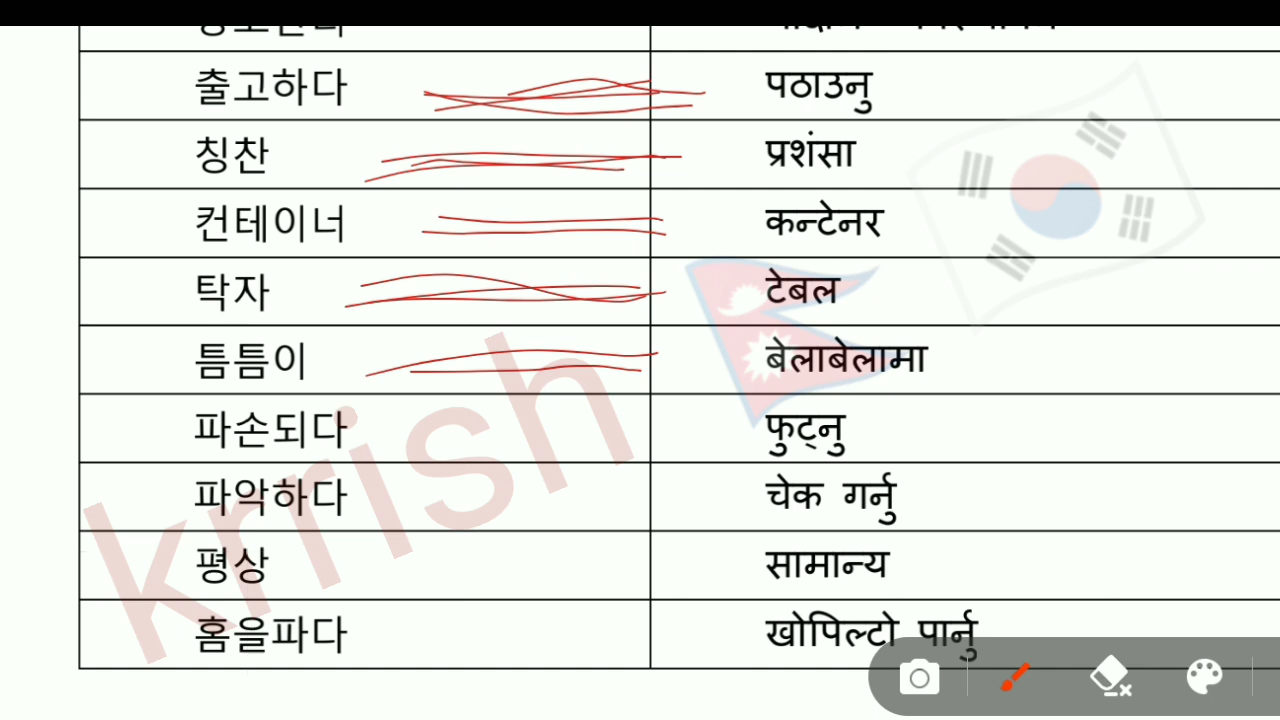 출고하다 पठाउनु
칭찬 प्रशंसा
컨테이너 कन्टेनर
탁자 टेबल
틈틈이 बेलाबेलामा
파손되다 फुट्नु
파악하다 चेक गर्नु
평상 सामान्य
홈을파다 खोपिल्टो पार्नु
krrish